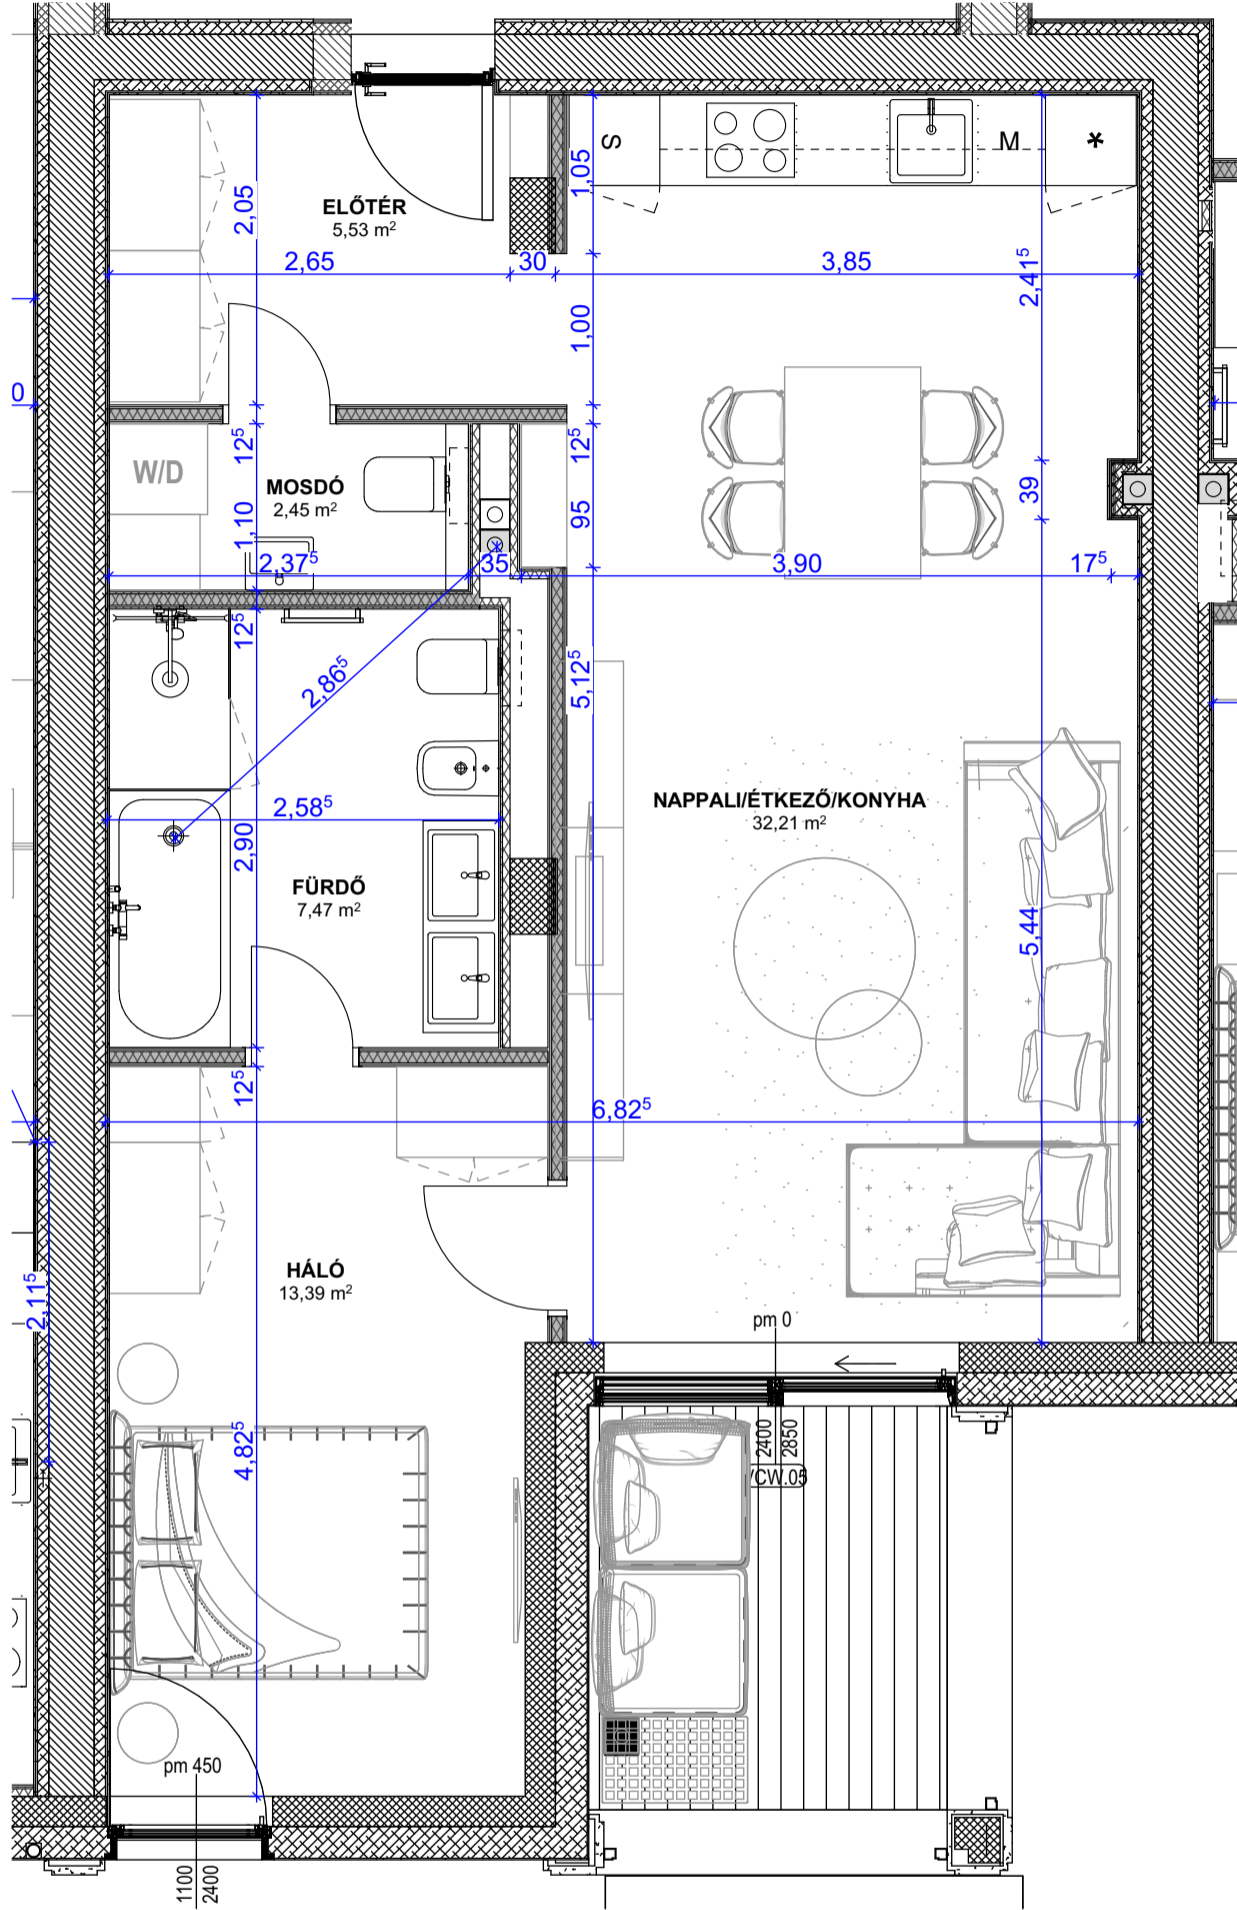 S
M
*
1,05
2,05
ELŐTÉR
5,53 m²
2,65
30
3,85
2,41⁵
1,00
0
12⁵
12⁵
W/D
MOSDÓ
2,45 m²
39
95
1,10
2,37⁵
35
3,90
17⁵
12⁵
2,86⁵
5,12⁵
NAPPALI/ÉTKEZŐ/KONYHA
32,21 m²
2,58⁵
2,90
FÜRDŐ
7,47 m²
5,44
12⁵
6,82⁵
HÁLÓ
13,39 m²
2,11⁵
pm 0
2400
2850
CW.05
4,82⁵
pm 450
1100
2400